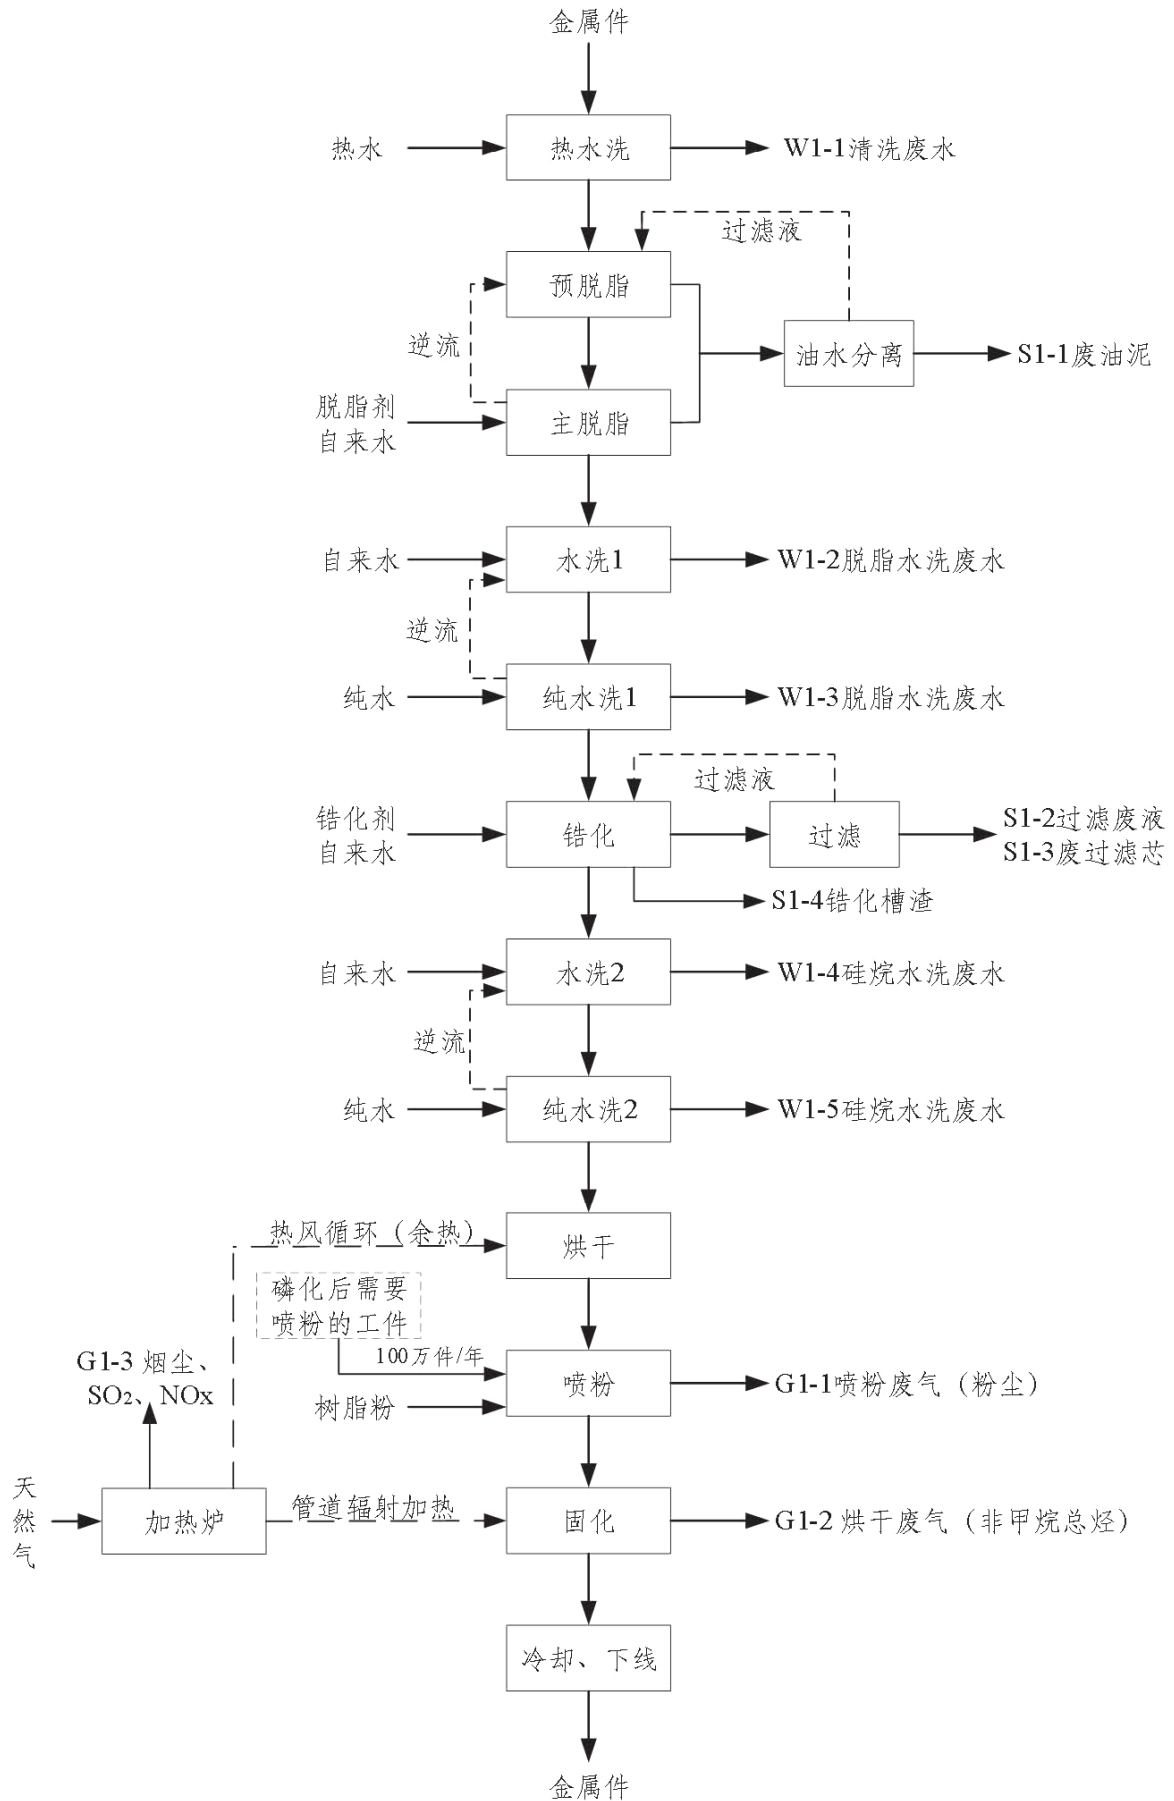 金属件
热水
热水洗
W1-1清洗废水
过滤液
预脱脂
逆流
油水分离
S1-1废油泥
脱脂剂
自来水
主脱脂
自来水
水洗1
W1-2脱脂水洗废水
逆流
纯水
纯水洗1
W1-3脱脂水洗废水
过滤液
锆化剂
自来水
锆化
过滤
S1-2过滤废液
S1-3废过滤芯
S1-4锆化槽渣
自来水
水洗2
W1-4硅烷水洗废水
逆流
纯水
纯水洗2
W1-5硅烷水洗废水
热风循环（余热）
烘干
磷化后需要
喷粉的工件
100万件/年
G1-3 烟尘、
SO₂、NOx
喷粉
G1-1喷粉废气（粉尘）
树脂粉
天
然
气
加热炉
管道辐射加热
固化
G1-2 烘干废气（非甲烷总烃）
冷却、下线
金属件